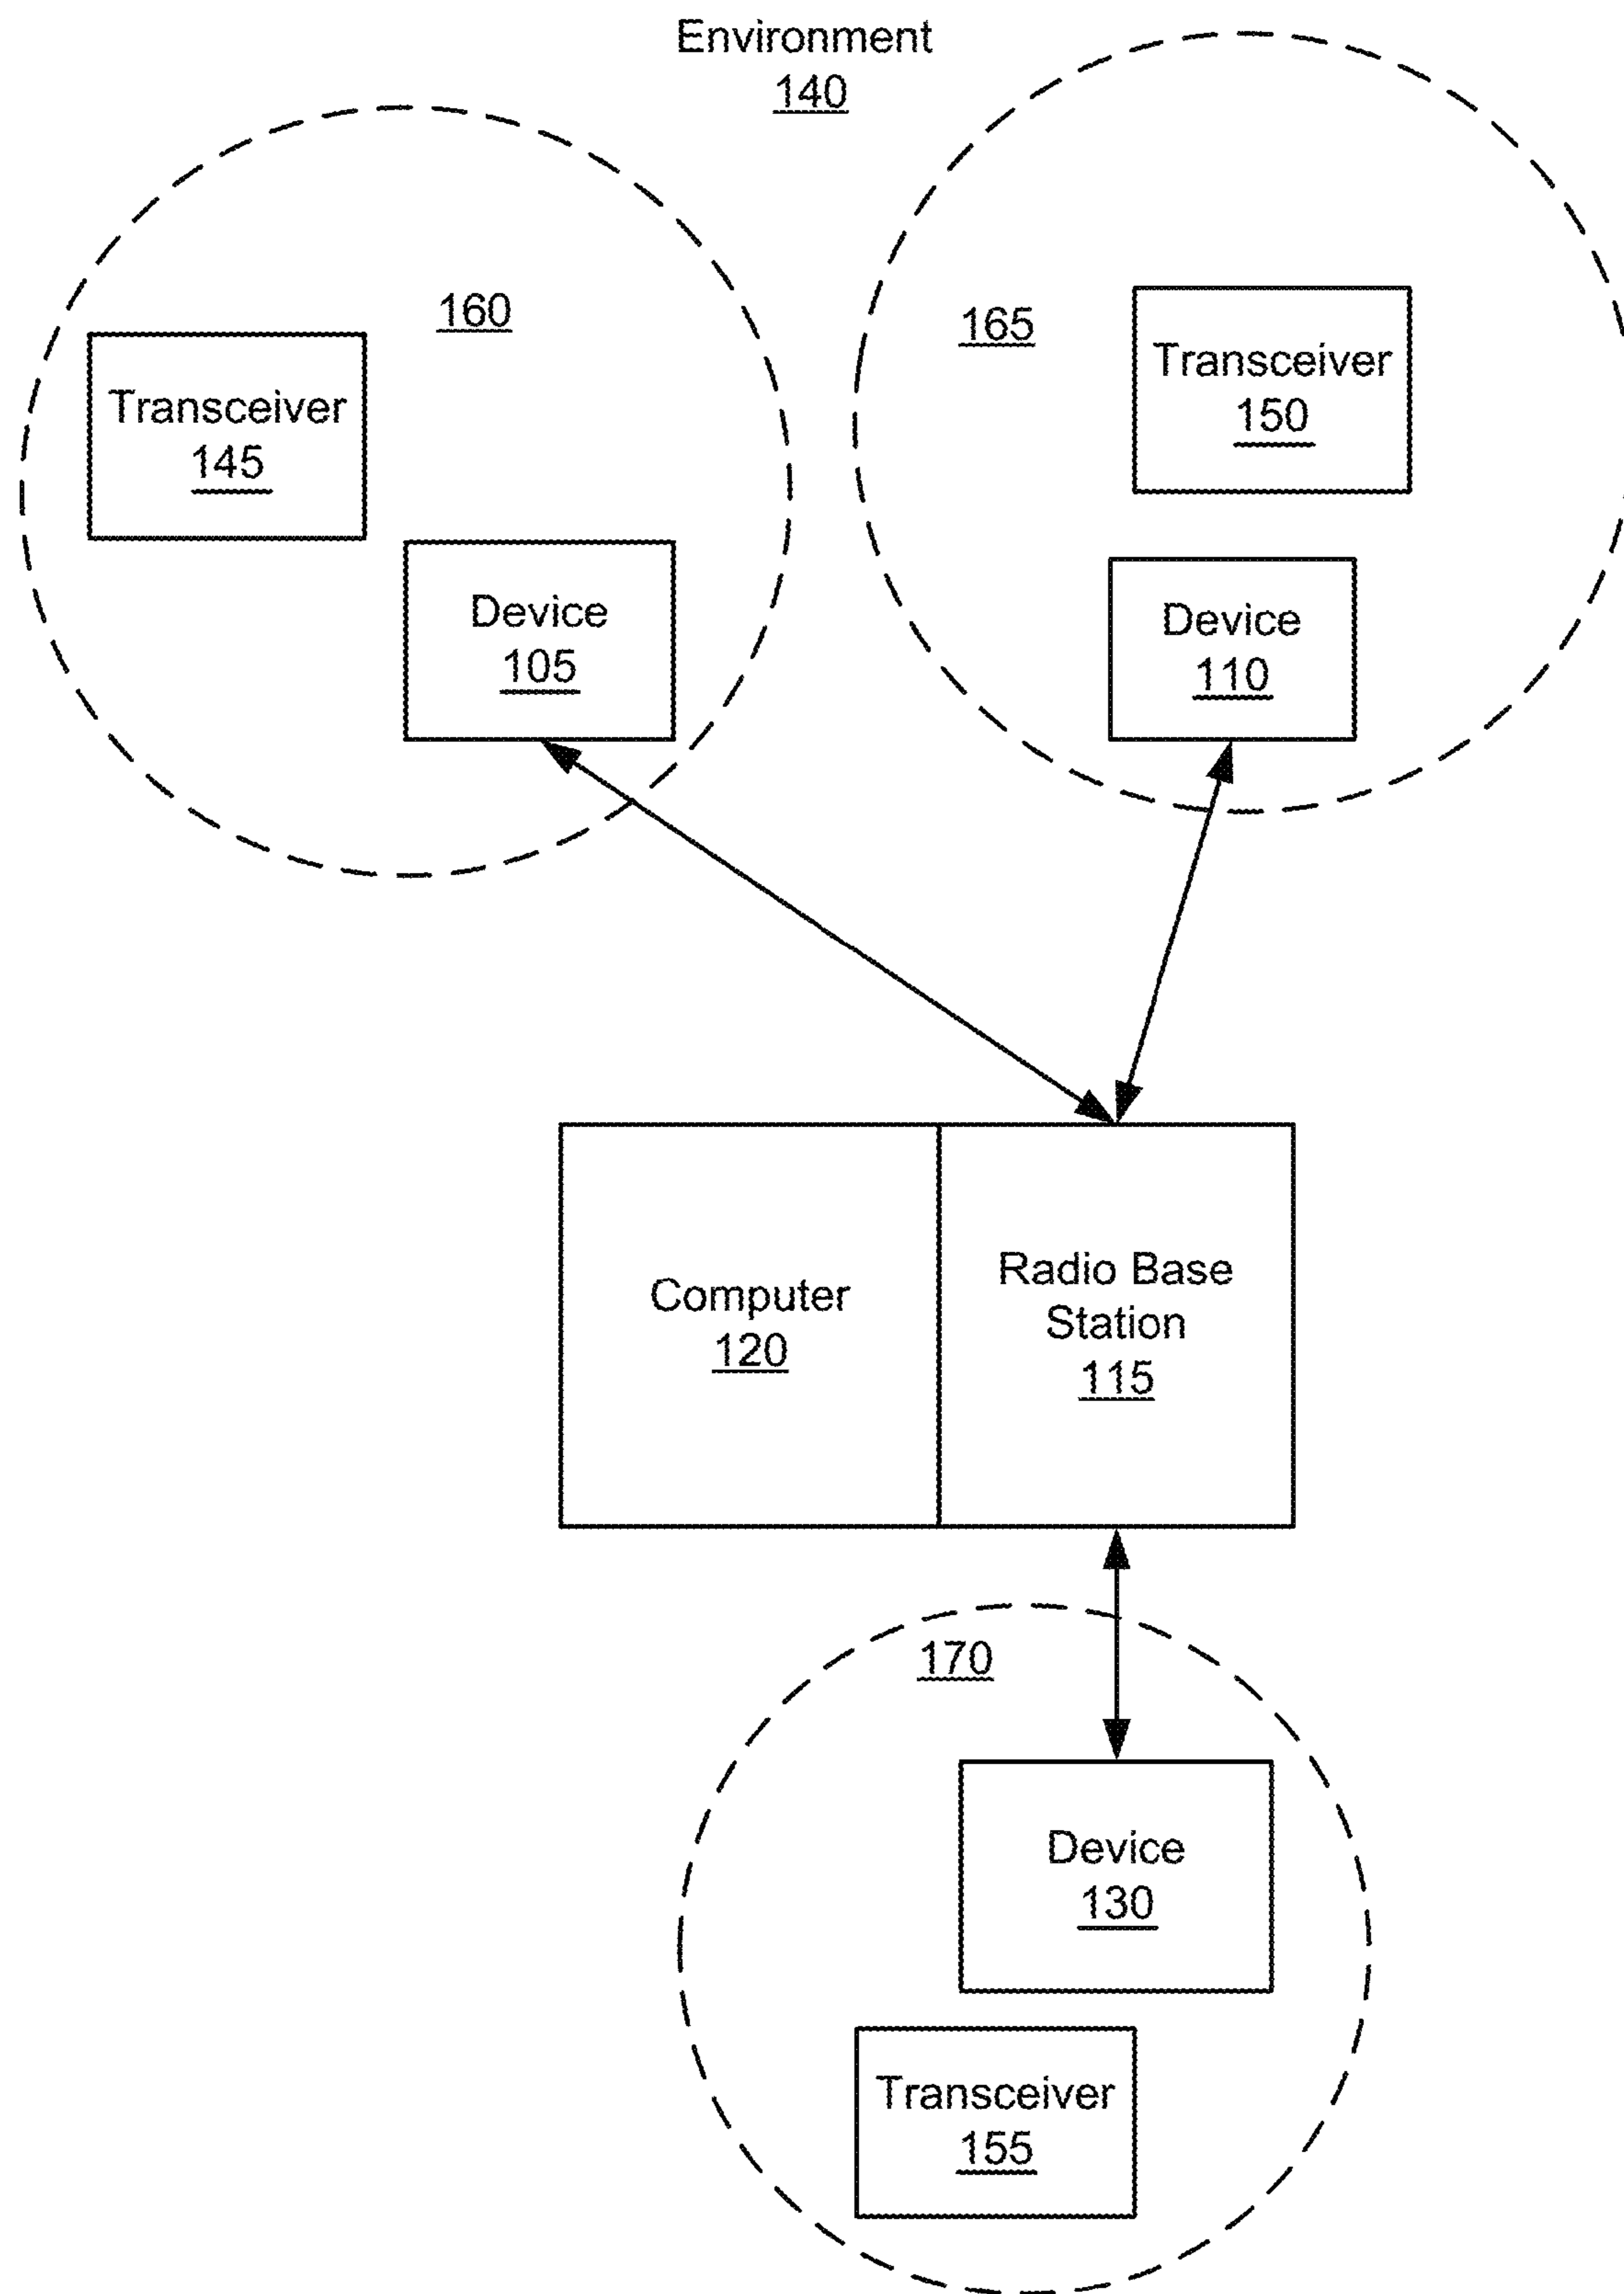 Environment
140
160
Transceiver
145
Device
105
165
Transceiver
150
Device
110
Computer
120
Radio Base
Station
115
170
Device
130
Transceiver
155